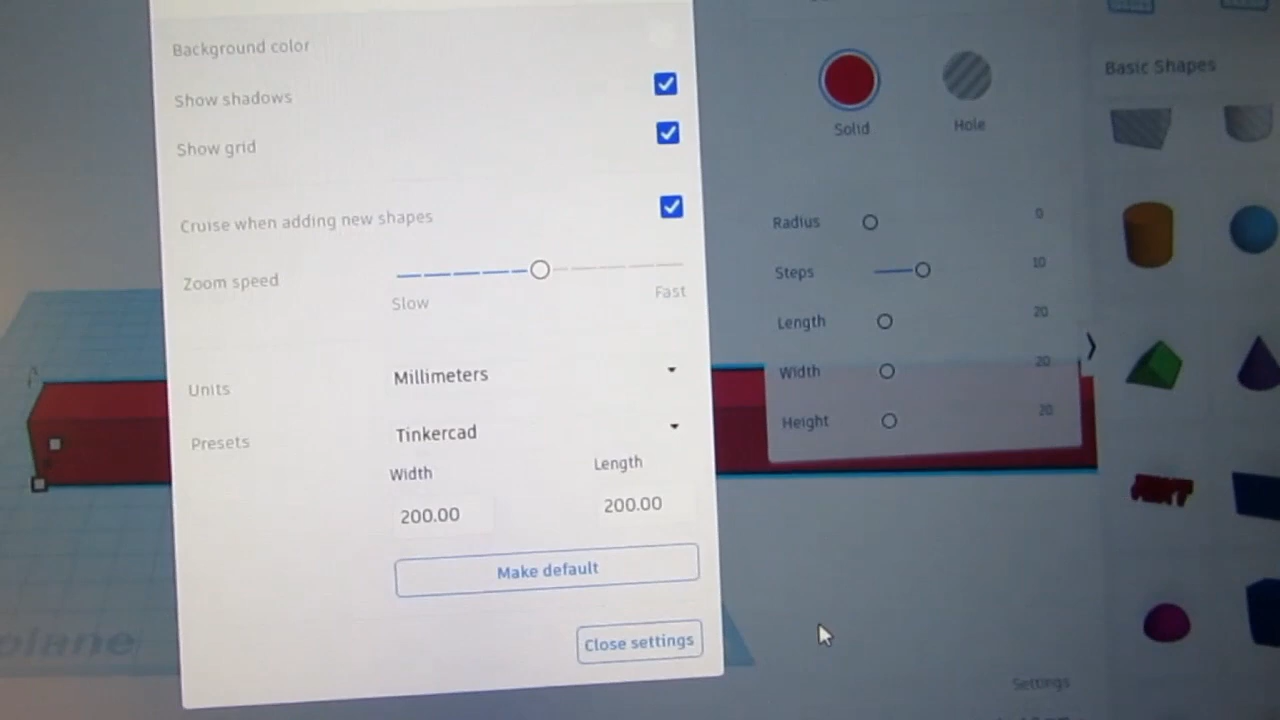 Background color
Show shadows
Show grid
Cruise when adding new shapes
Zoom speed
Slow
Fast
Units
Millimeters
Presets
Tinkercad
Width
Length
200.00
200.00
Make default
Close settings
Solid
Hole
Radius
0
Steps
10
Length
20
Width
20
Height
20
Basic Shapes
Settings
plane